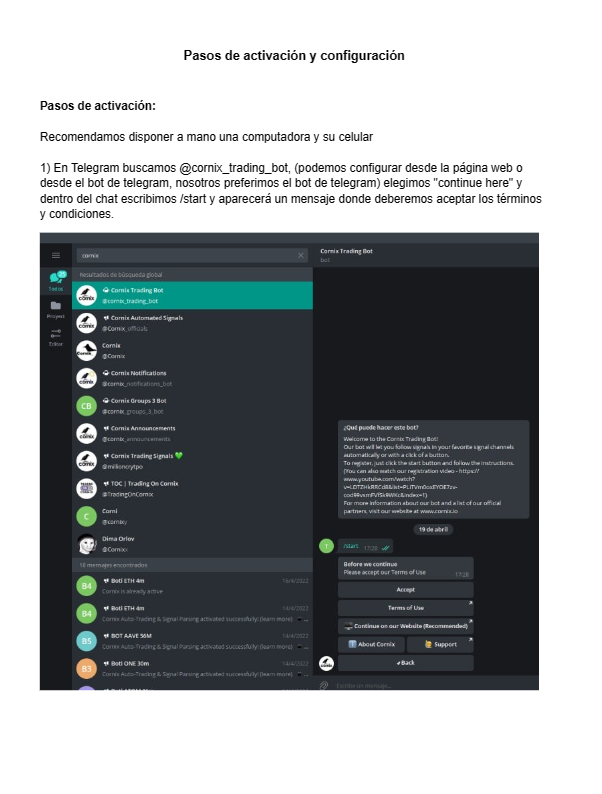 Pasos de activación y configuración
Pasos de activación:
Recomendamos disponer a mano una computadora y su celular
1) En Telegram buscamos @cornix_trading_bot, (podemos configurar desde la página web o
desde el bot de telegram, nosotros preferimos el bot de telegram) elegimos "continue here" y
dentro del chat escribimos /start y aparecerá un mensaje donde deberemos aceptar los términos
y condiciones.
cornix
Resultados de búsqueda global
Todos
25
Project
Editor
Cornix Trading Bot
@cornix_trading_bot
Cornix Automated Signals
@Cornix_officials
Cornix
@Cornix
Cornix Notifications
@cornix_notifications_bot
CB
Cornix Groups 3 Bot
@cornix_groups_3_bot
Cornix Announcements
@cornix_announcements
Cornix Trading Signals
@milioncrytpo
TOC | Trading On Cornix
@TradingOnCornix
C
Corni
@cornixy
Dima Orlov
@Cornixx
18 mensajes encontrados
B4
Boti ETH 4m
16/4/2022
Cornix is already active
B4
Boti ETH 4m
14/4/2022
Cornix Auto-Trading & Signal Parsing activated successfully! (learn more)
B5
BOT AAVE 56M
14/4/2022
Cornix Auto-Trading & Signal Parsing activated successfully! (learn more)
B3
Boti ONE 30m
14/4/2022
Cornix Auto-Trading & Signal Parsing activated successfully! (learn more)
Cornix Trading Bot
bot
¿Qué puede hacer este bot?
Welcome to the Cornix Trading Bot!
Our bot will let you follow signals in your favorite signal channels
automatically or with a click of a button.
To register, just click the start button and follow the instructions.
(You can also watch our registration video - https://
www.youtube.com/watch?
For more information about our bot and a list of our official
partners, visit our website at www.cornix.io
19 de abril
T
/start 17:28
Before we continue
Please accept our Terms of Use
17:28
Accept
Terms of Use
Continue on our Website (Recommended)
About Cornix
Support
Back
Escribe un mensaje...